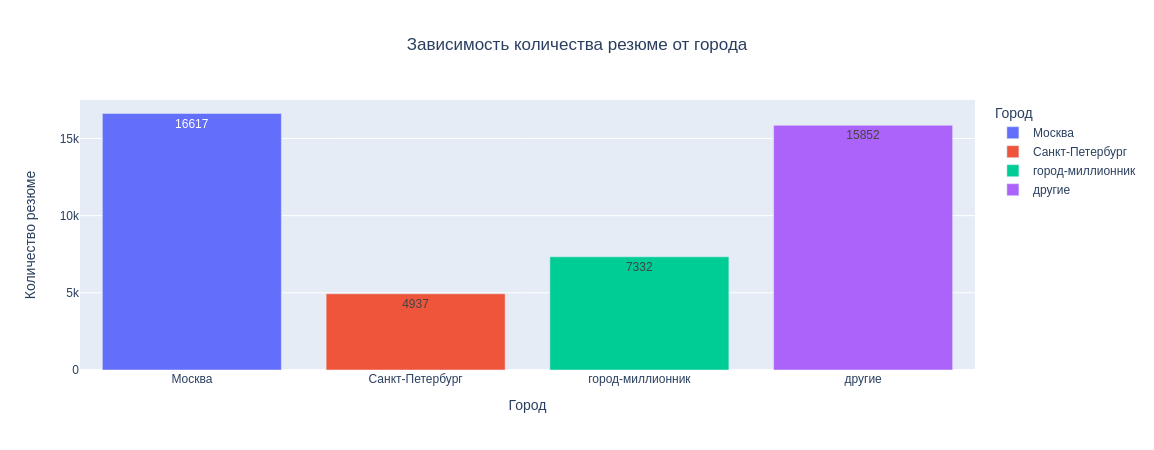 Зависимость количества резюме от города
Количество резюме
15k
10k
5k
0
16617
4937
7332
15852
Москва
Санкт-Петербург
город-миллионник
другие
Город
Город
Москва
Санкт-Петербург
город-миллионник
другие